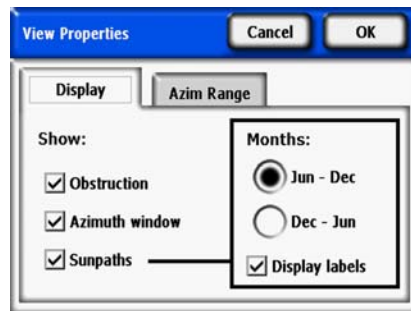 View Properties
Cancel
OK
Display
Azim Range
Show:
Obstruction
Azimuth window
Sunpaths
Months:
Jun - Dec
Dec - Jun
Display labels